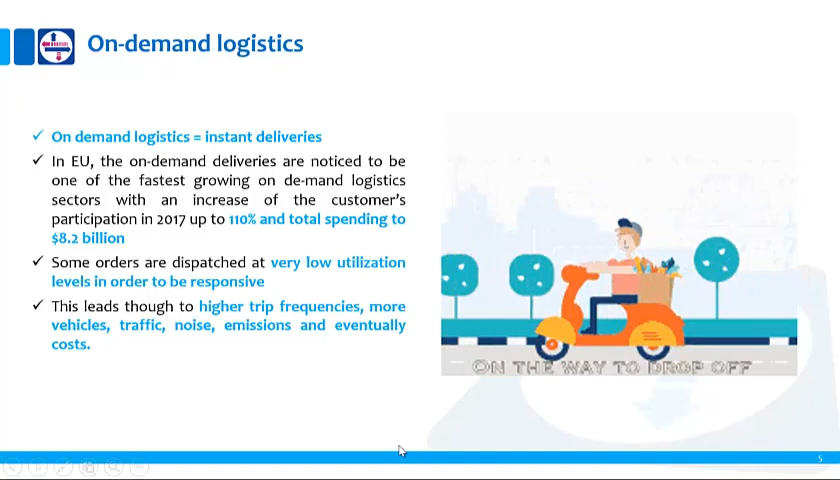 On-demand logistics
✓ On demand logistics = instant deliveries
✓ In EU, the on-demand deliveries are noticed to be
one of the fastest growing on de-mand logistics
sectors with an increase of the customer's
participation in 2017 up to 110% and total spending to
$8.2 billion
✓ Some orders are dispatched at very low utilization
levels in order to be responsive
✓ This leads though to higher trip frequencies, more
vehicles, traffic, noise, emissions and eventually
costs.
ON THE WAY TO DROP OFF
5